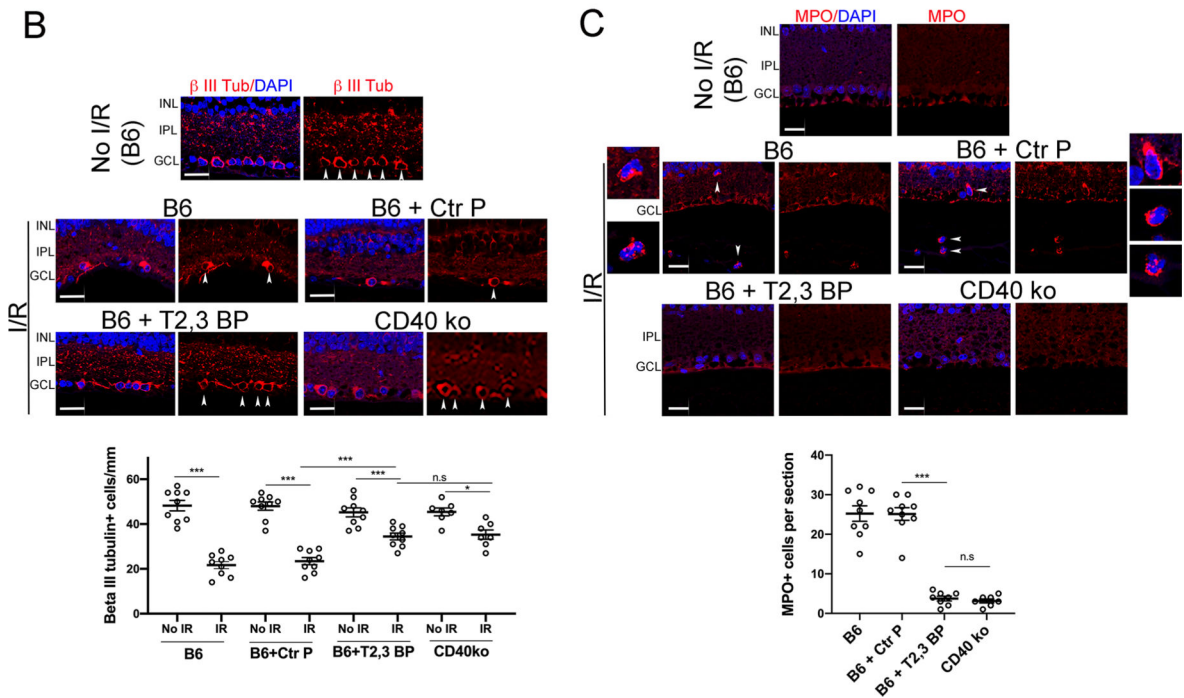 B
β III Tub/DAPI β III Tub
No I/R
(B6)
INL
IPL
GCL
B6 B6 + Ctr P
INL
IPL
GCL
I/R
B6 + T2,3 BP CD40 ko
INL
IPL
GCL
Beta III tubulin+ cells/mm
60
40
20
0
*** *** *** *** n.s *
No IR IR No IR IR No IR IR No IR IR
B6 B6+Ctr P B6+T2,3 BP CD40ko
C
MPO/DAPI MPO
No I/R
(B6)
INL
IPL
GCL
B6 B6 + Ctr P
GCL
I/R
B6 + T2,3 BP CD40 ko
IPL
GCL
MPO+ cells per section
40
30
20
10
0
***
n.s
B6 B6 + Ctr P B6 + T2,3 BP CD40 ko